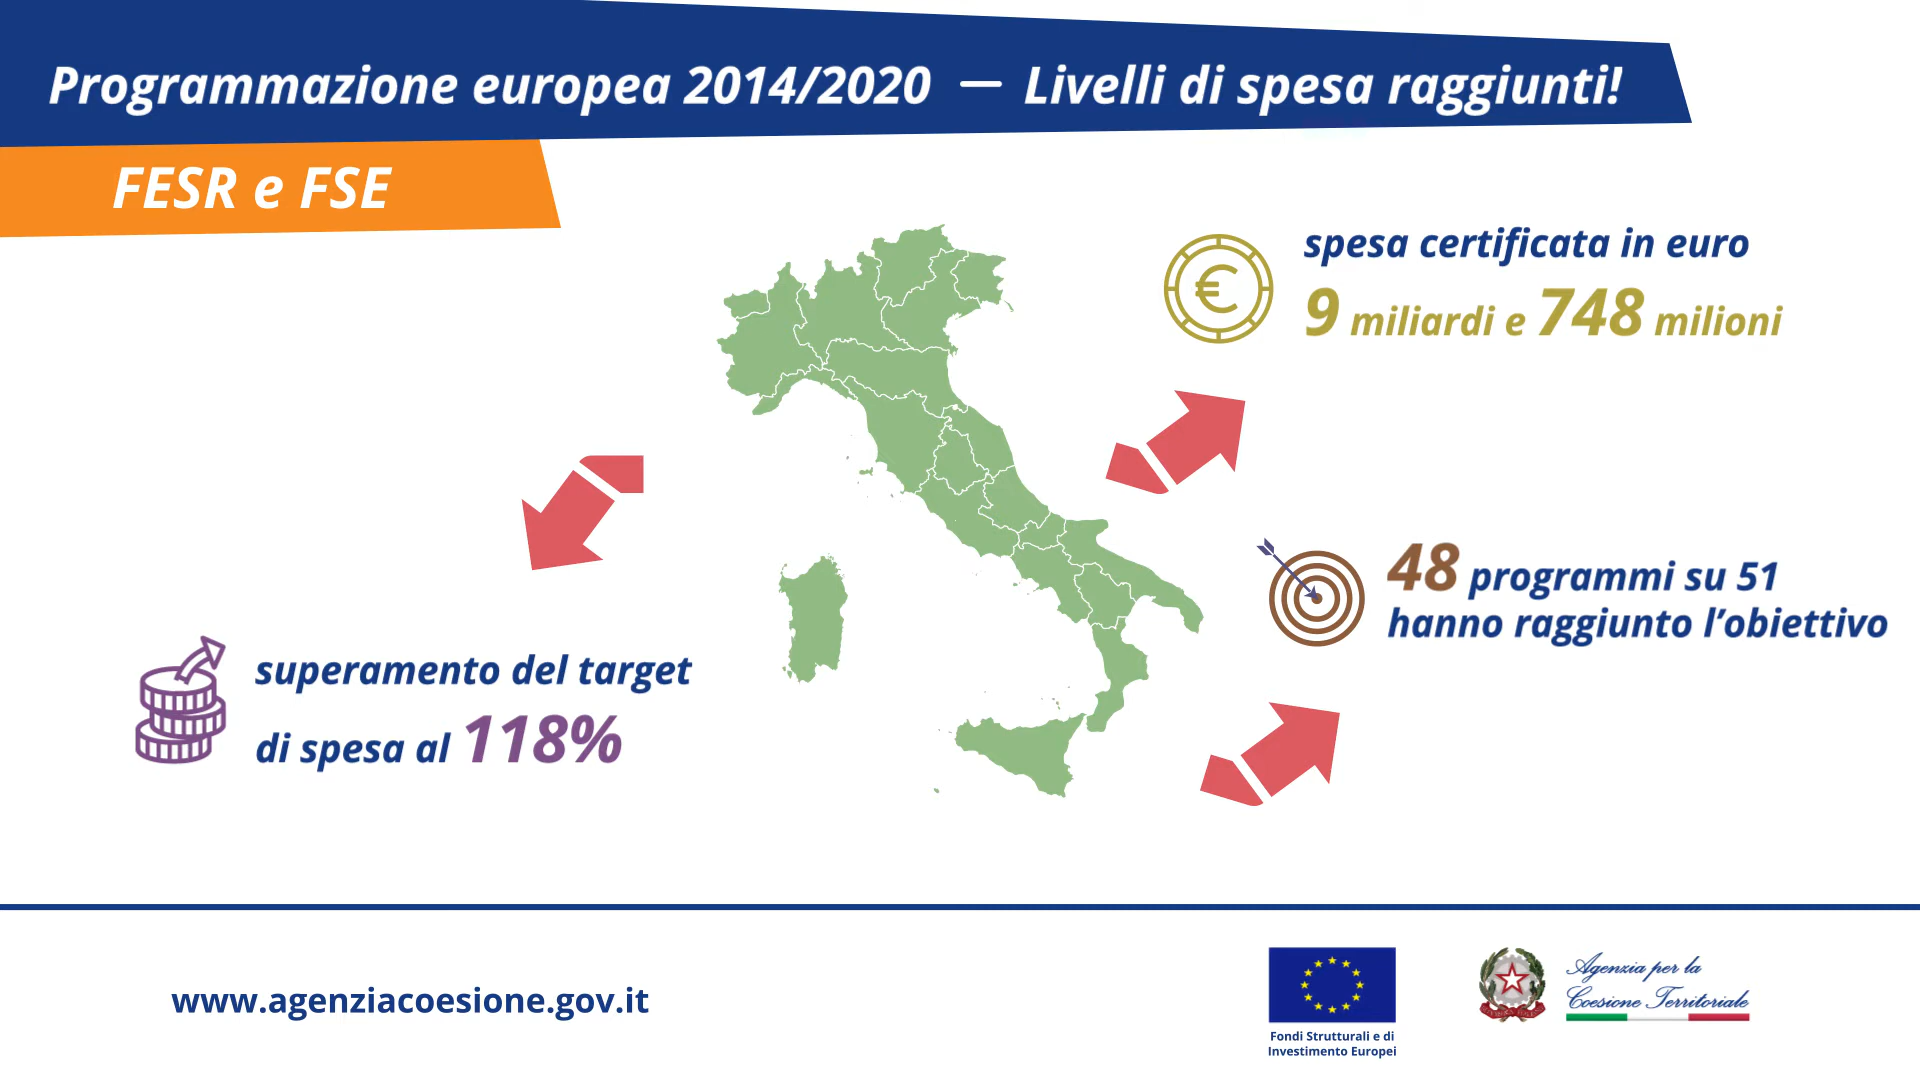 Programmazione europea 2014/2020 — Livelli di spesa raggiunti!
FESR e FSE
spesa certificata in euro
9 miliardi e 748 milioni
48 programmi su 51
hanno raggiunto l'obiettivo
superamento del target
di spesa al 118%
www.agenziacoesione.gov.it
Fondi Strutturali e di
Investimento Europei
Agenzia per la
Coesione Territoriale